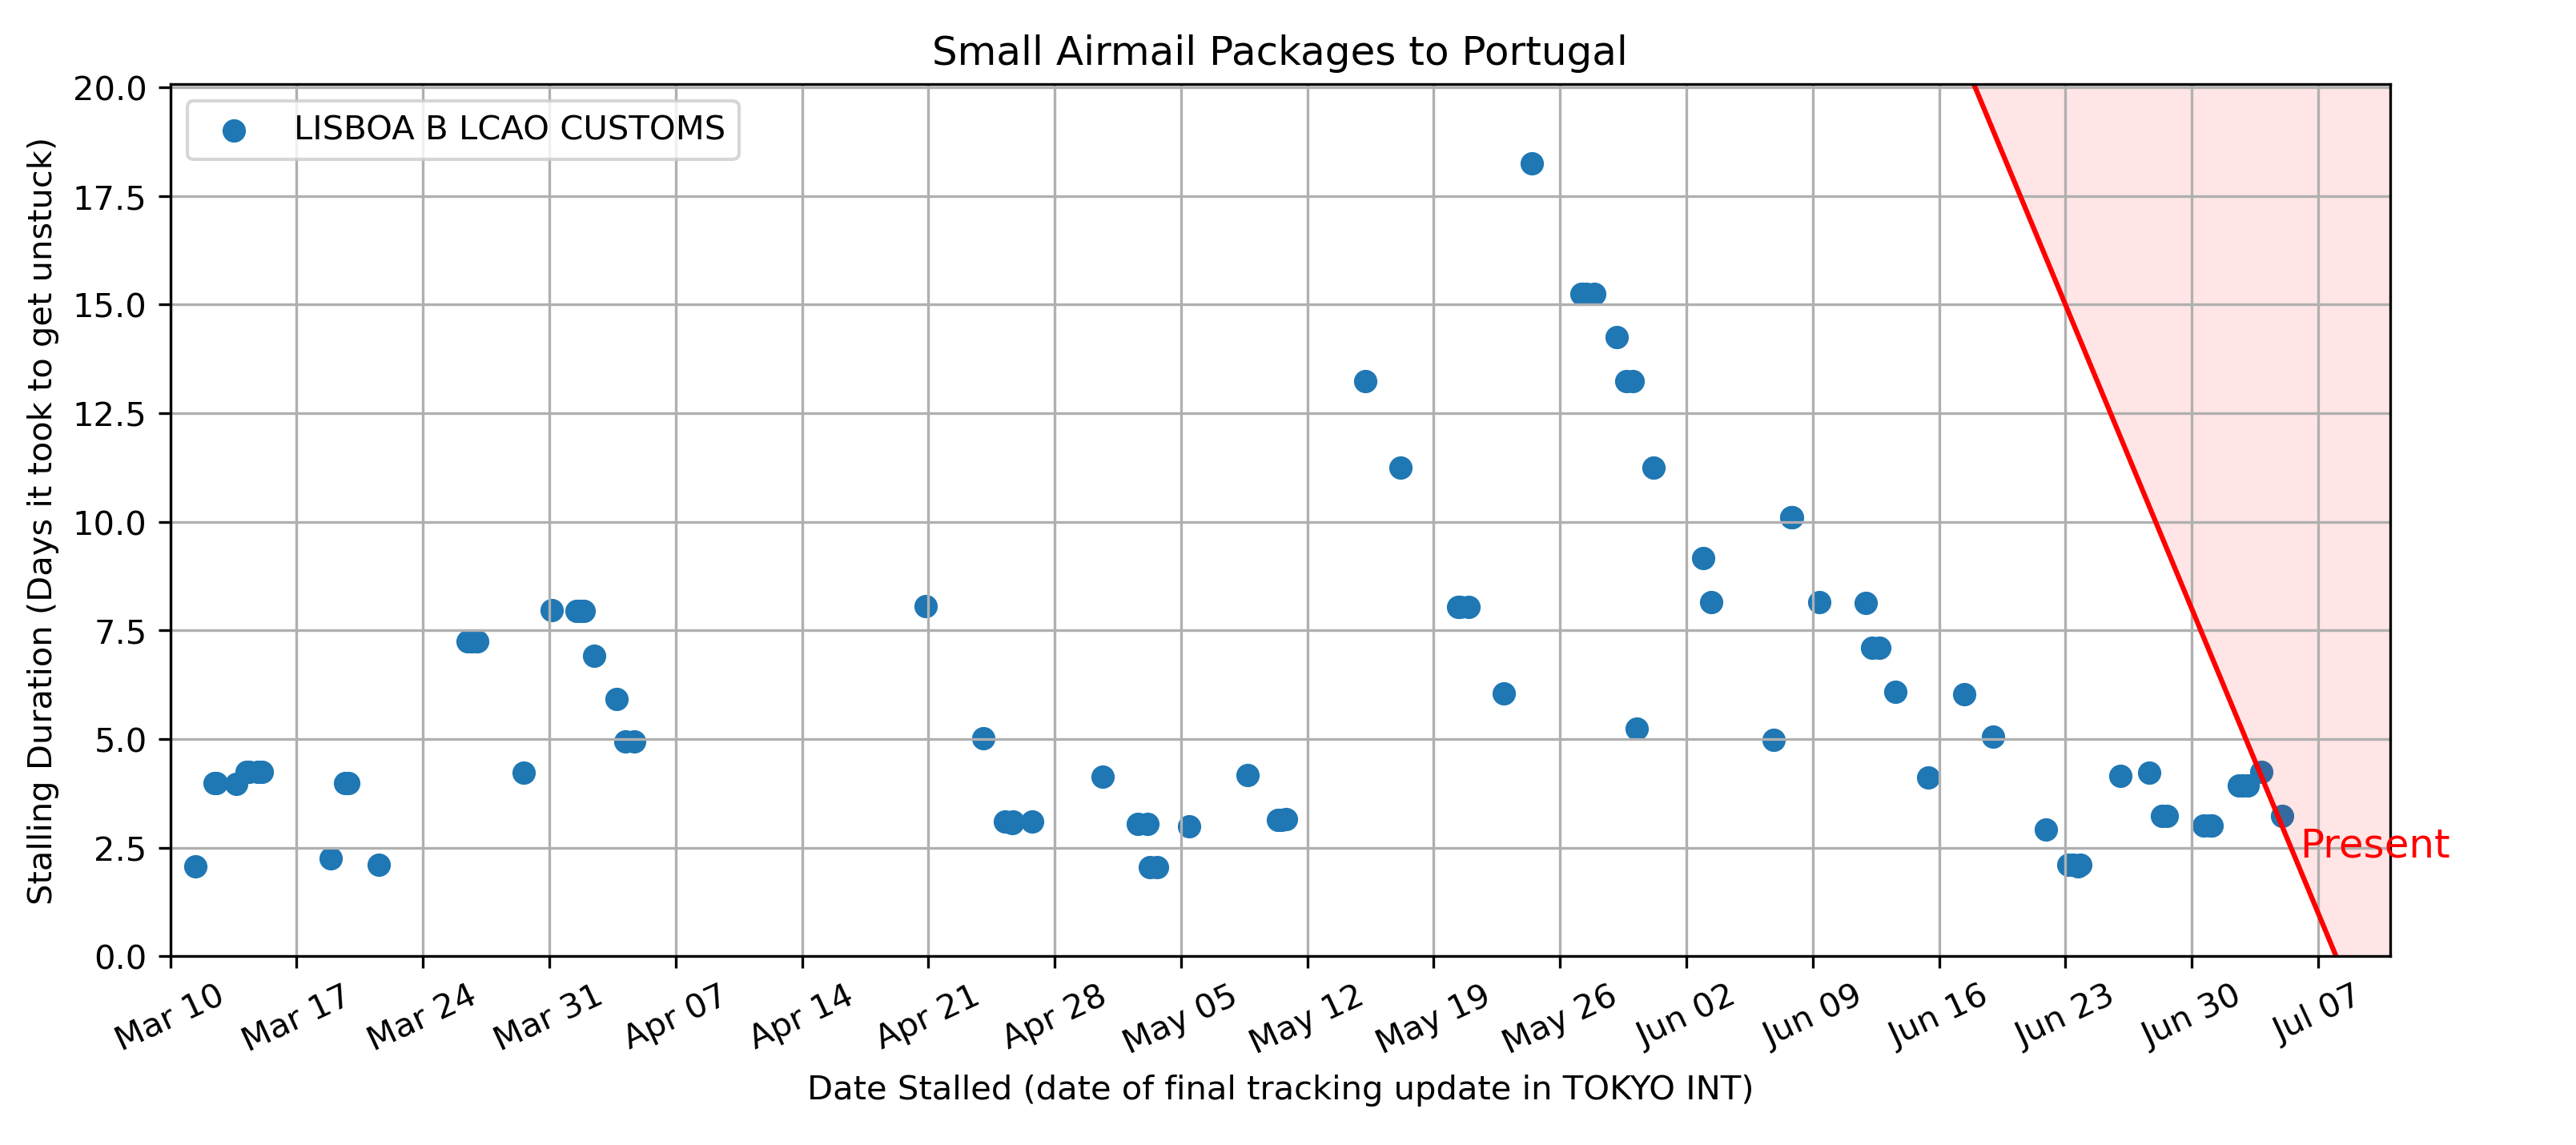 Small Airmail Packages to Portugal
LISBOA B LCAO CUSTOMS
Stalling Duration (Days it took to get unstuck)
20.0
17.5
15.0
12.5
10.0
7.5
5.0
2.5
0.0
Present
Mar 10
Mar 17
Mar 24
Mar 31
Apr 07
Apr 14
Apr 21
Apr 28
May 05
May 12
May 19
May 26
Jun 02
Jun 09
Jun 16
Jun 23
Jun 30
Jul 07
Date Stalled (date of final tracking update in TOKYO INT)